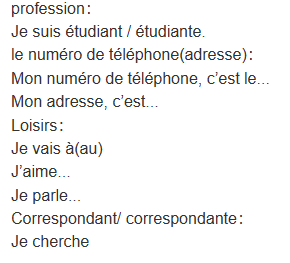 profession:
Je suis étudiant / étudiante.
le numéro de téléphone(adresse):
Mon numéro de téléphone, c’est le...
Mon adresse, c’est...
Loisirs:
Je vais à(au)
J’aime...
Je parle...
Correspondant/ correspondante:
Je cherche